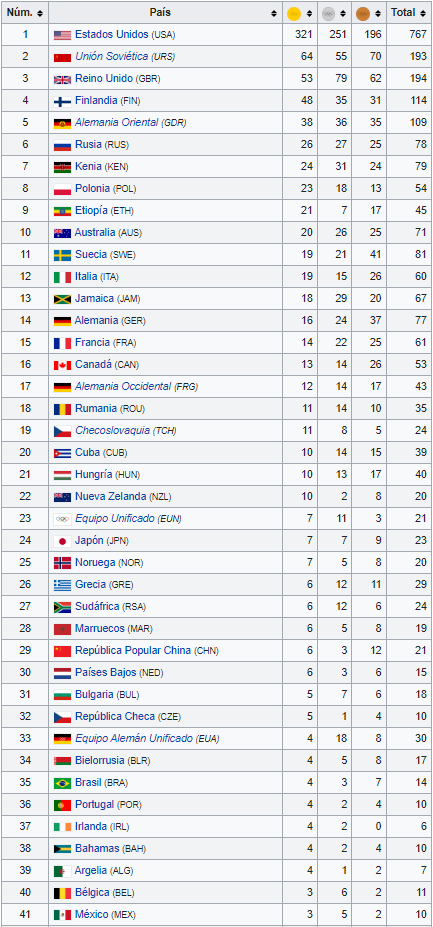 Núm. País Total
1 Estados Unidos (USA) 321 251 196 767
2 Unión Soviética (URS) 64 55 70 193
3 Reino Unido (GBR) 53 79 62 194
4 Finlandia (FIN) 48 35 31 114
5 Alemania Oriental (GDR) 38 36 35 109
6 Rusia (RUS) 26 27 25 78
7 Kenia (KEN) 24 31 24 79
8 Polonia (POL) 23 18 13 54
9 Etiopía (ETH) 21 7 17 45
10 Australia (AUS) 20 26 25 71
11 Suecia (SWE) 19 21 41 81
12 Italia (ITA) 19 15 26 60
13 Jamaica (JAM) 18 29 20 67
14 Alemania (GER) 16 24 37 77
15 Francia (FRA) 14 22 25 61
16 Canadá (CAN) 13 14 26 53
17 Alemania Occidental (FRG) 12 14 17 43
18 Rumania (ROU) 11 14 10 35
19 Checoslovaquia (TCH) 11 8 5 24
20 Cuba (CUB) 10 14 15 39
21 Hungría (HUN) 10 13 17 40
22 Nueva Zelanda (NZL) 10 2 8 20
23 Equipo Unificado (EUN) 7 11 3 21
24 Japón (JPN) 7 7 9 23
25 Noruega (NOR) 7 5 8 20
26 Grecia (GRE) 6 12 11 29
27 Sudáfrica (RSA) 6 12 6 24
28 Marruecos (MAR) 6 5 8 19
29 República Popular China (CHN) 6 3 12 21
30 Países Bajos (NED) 6 3 6 15
31 Bulgaria (BUL) 5 7 6 18
32 República Checa (CZE) 5 1 4 10
33 Equipo Alemán Unificado (EUA) 4 18 8 30
34 Bielorrusia (BLR) 4 5 8 17
35 Brasil (BRA) 4 3 7 14
36 Portugal (POR) 4 2 4 10
37 Irlanda (IRL) 4 2 0 6
38 Bahamas (BAH) 4 2 4 10
39 Argelia (ALG) 4 1 2 7
40 Bélgica (BEL) 3 6 2 11
41 México (MEX) 3 5 2 10